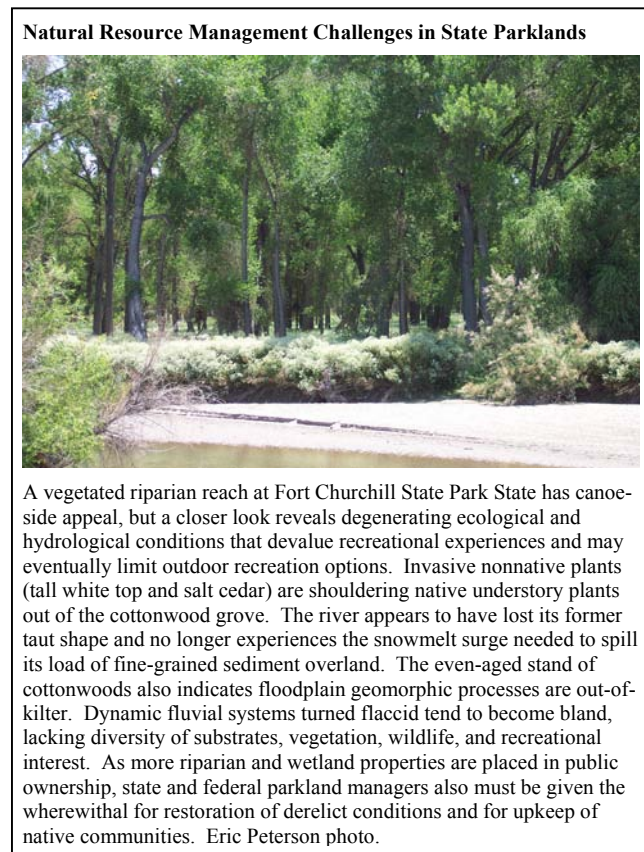 Natural Resource Management Challenges in State Parklands
A vegetated riparian reach at Fort Churchill State Park State has canoe-
side appeal, but a closer look reveals degenerating ecological and
hydrological conditions that devalue recreational experiences and may
eventually limit outdoor recreation options.  Invasive nonnative plants
(tall white top and salt cedar) are shouldering native understory plants
out of the cottonwood grove.  The river appears to have lost its former
taut shape and no longer experiences the snowmelt surge needed to spill
its load of fine-grained sediment overland.  The even-aged stand of
cottonwoods also indicates floodplain geomorphic processes are out-of-
kilter.  Dynamic fluvial systems turned flaccid tend to become bland,
lacking diversity of substrates, vegetation, wildlife, and recreational
interest.  As more riparian and wetland properties are placed in public
ownership, state and federal parkland managers also must be given the
wherewithal for restoration of derelict conditions and for upkeep of
native communities.  Eric Peterson photo.